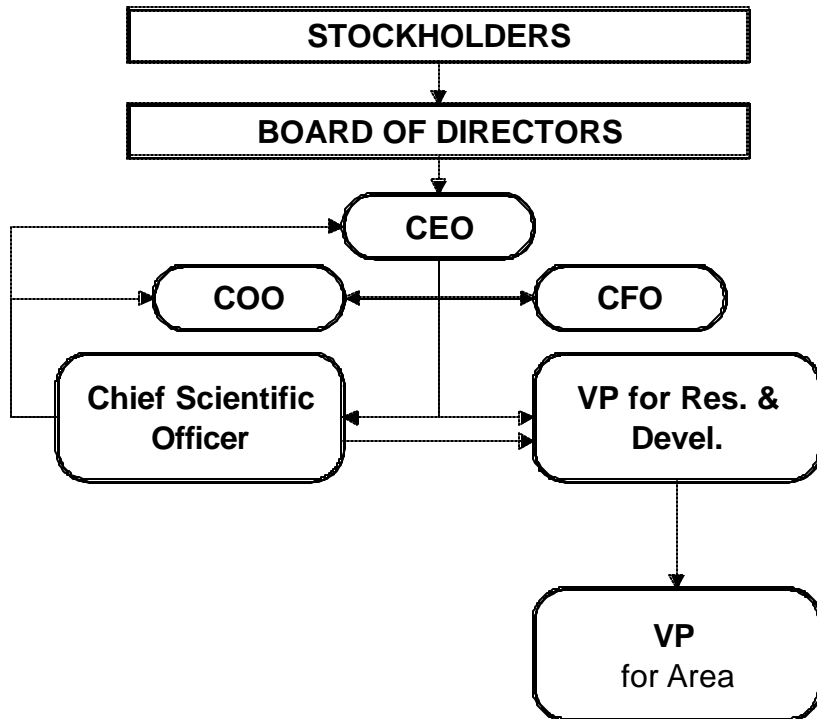 STOCKHOLDERS
BOARD OF DIRECTORS
CEO
COO
CFO
Chief Scientific
Officer
VP for Res. &
Devel.
VP
for Area